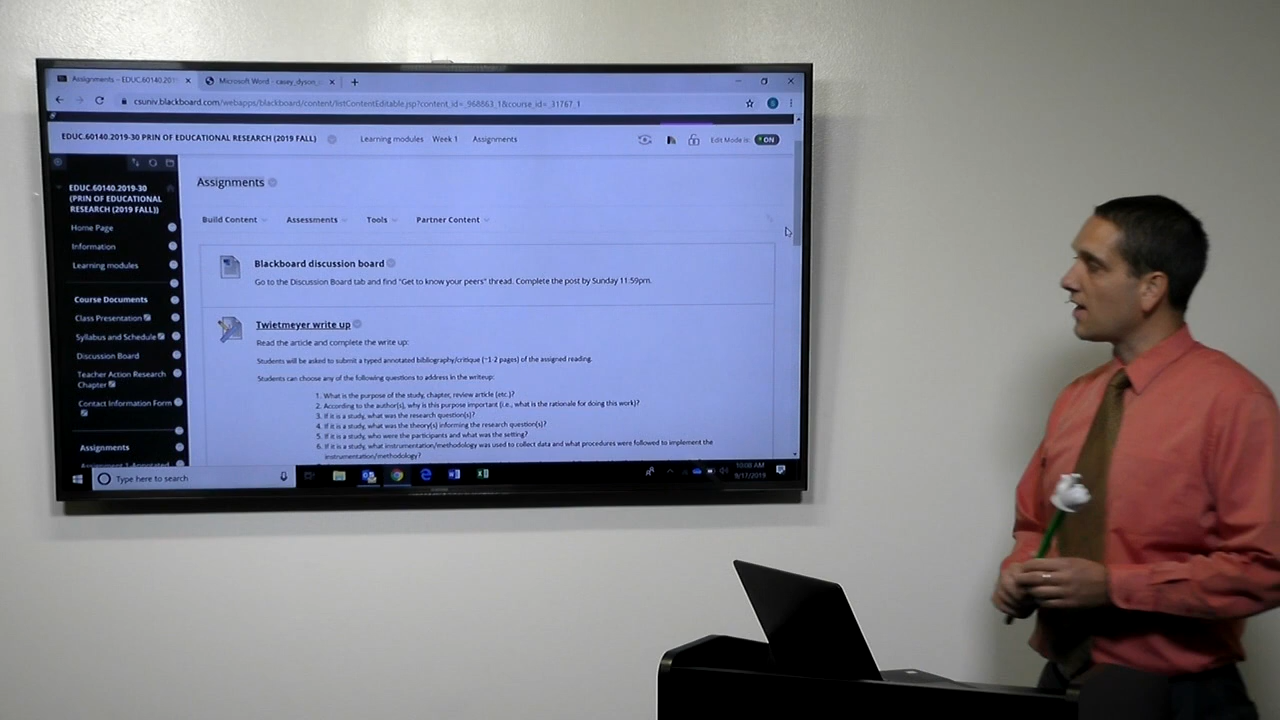 Assignments – EDUC.60140.201
Microsoft Word - casey_dyson_
csuniv.blackboard.com/webapps/blackboard/content/listContentEditable.jsp?content_id=_968863_1&course_id=_31767_1
EDUC.60140.2019-30 PRIN OF EDUCATIONAL RESEARCH (2019 FALL)
Learning modules
Week 1
Assignments
Edit Mode is:
ON
EDUC.60140.2019-30
(PRIN OF EDUCATIONAL
RESEARCH (2019 FALL))
Home Page
Information
Learning modules
Course Documents
Class Presentation
Syllabus and Schedule
Discussion Board
Teacher Action Research
Chapter
Contact Information Form
Assignments
Assignment 1-Annotated
Assignments
Build Content
Assessments
Tools
Partner Content
Blackboard discussion board
Go to the Discussion Board tab and find "Get to know your peers" thread. Complete the post by Sunday 11:59pm.
Twietmeyer write up
Read the article and complete the write up:
Students will be asked to submit a typed annotated bibliography/critique (~1-2 pages) of the assigned reading.
Students can choose any of the following questions to address in the writeup:
1. What is the purpose of the study, chapter, review article (etc.)?
2. According to the author(s), why is this purpose important (i.e., what is the rationale for doing this work)?
3. If it is a study, what was the research question(s)?
4. If it is a study, what was the theory(s) informing the research question(s)?
5. If it is a study, who were the participants and what was the setting?
6. If it is a study, what instrumentation/methodology was used to collect data and what procedures were followed to implement the
instrumentation/methodology?
Type here to search
10:08 AM
9/17/2019